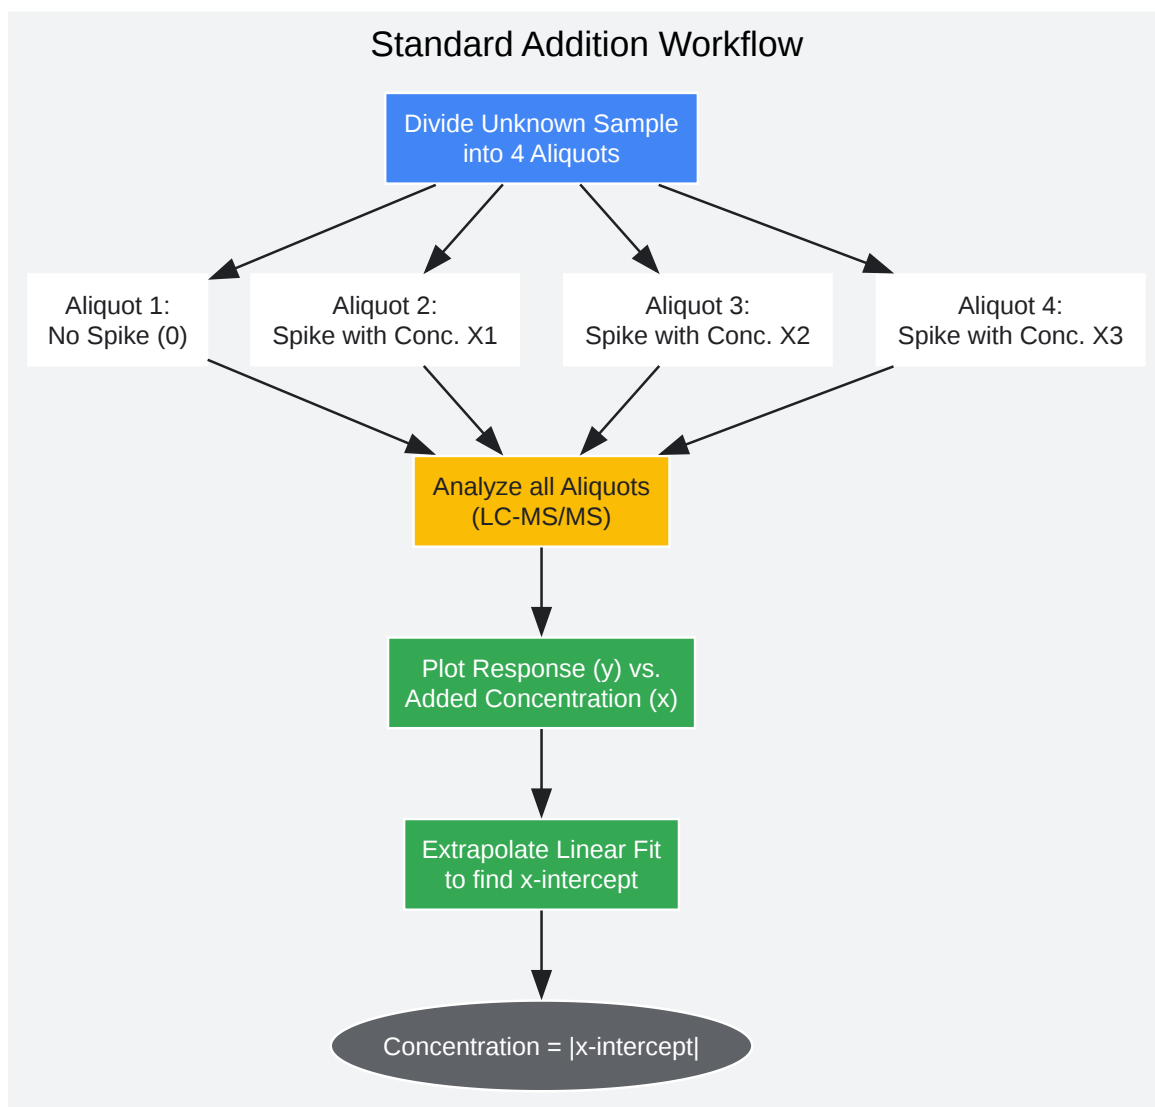 Standard Addition Workflow
Divide Unknown Sample
into 4 Aliquots
Aliquot 1:
No Spike (0)
Aliquot 2:
Spike with Conc. X1
Aliquot 3:
Spike with Conc. X2
Aliquot 4:
Spike with Conc. X3
Analyze all Aliquots
(LC-MS/MS)
Plot Response (y) vs.
Added Concentration (x)
Extrapolate Linear Fit
to find x-intercept
Concentration = |x-intercept|